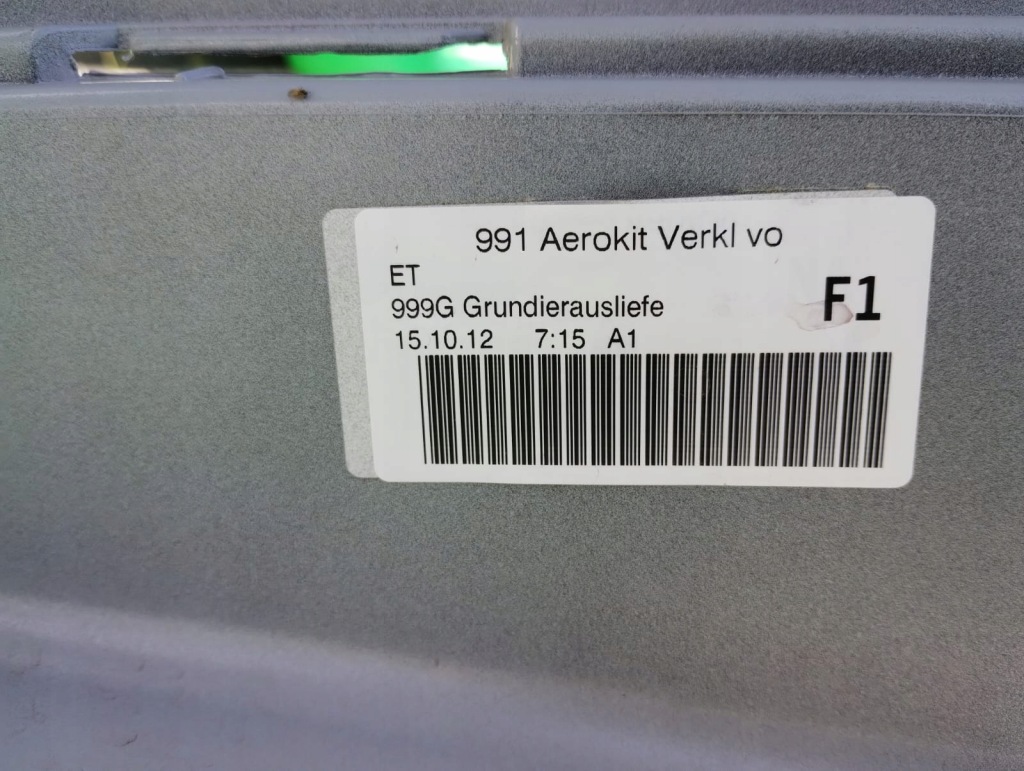 991 Aerokit Verkl vo
ET
999G Grundierausliefe
F1
15.10.12 7:15 A1